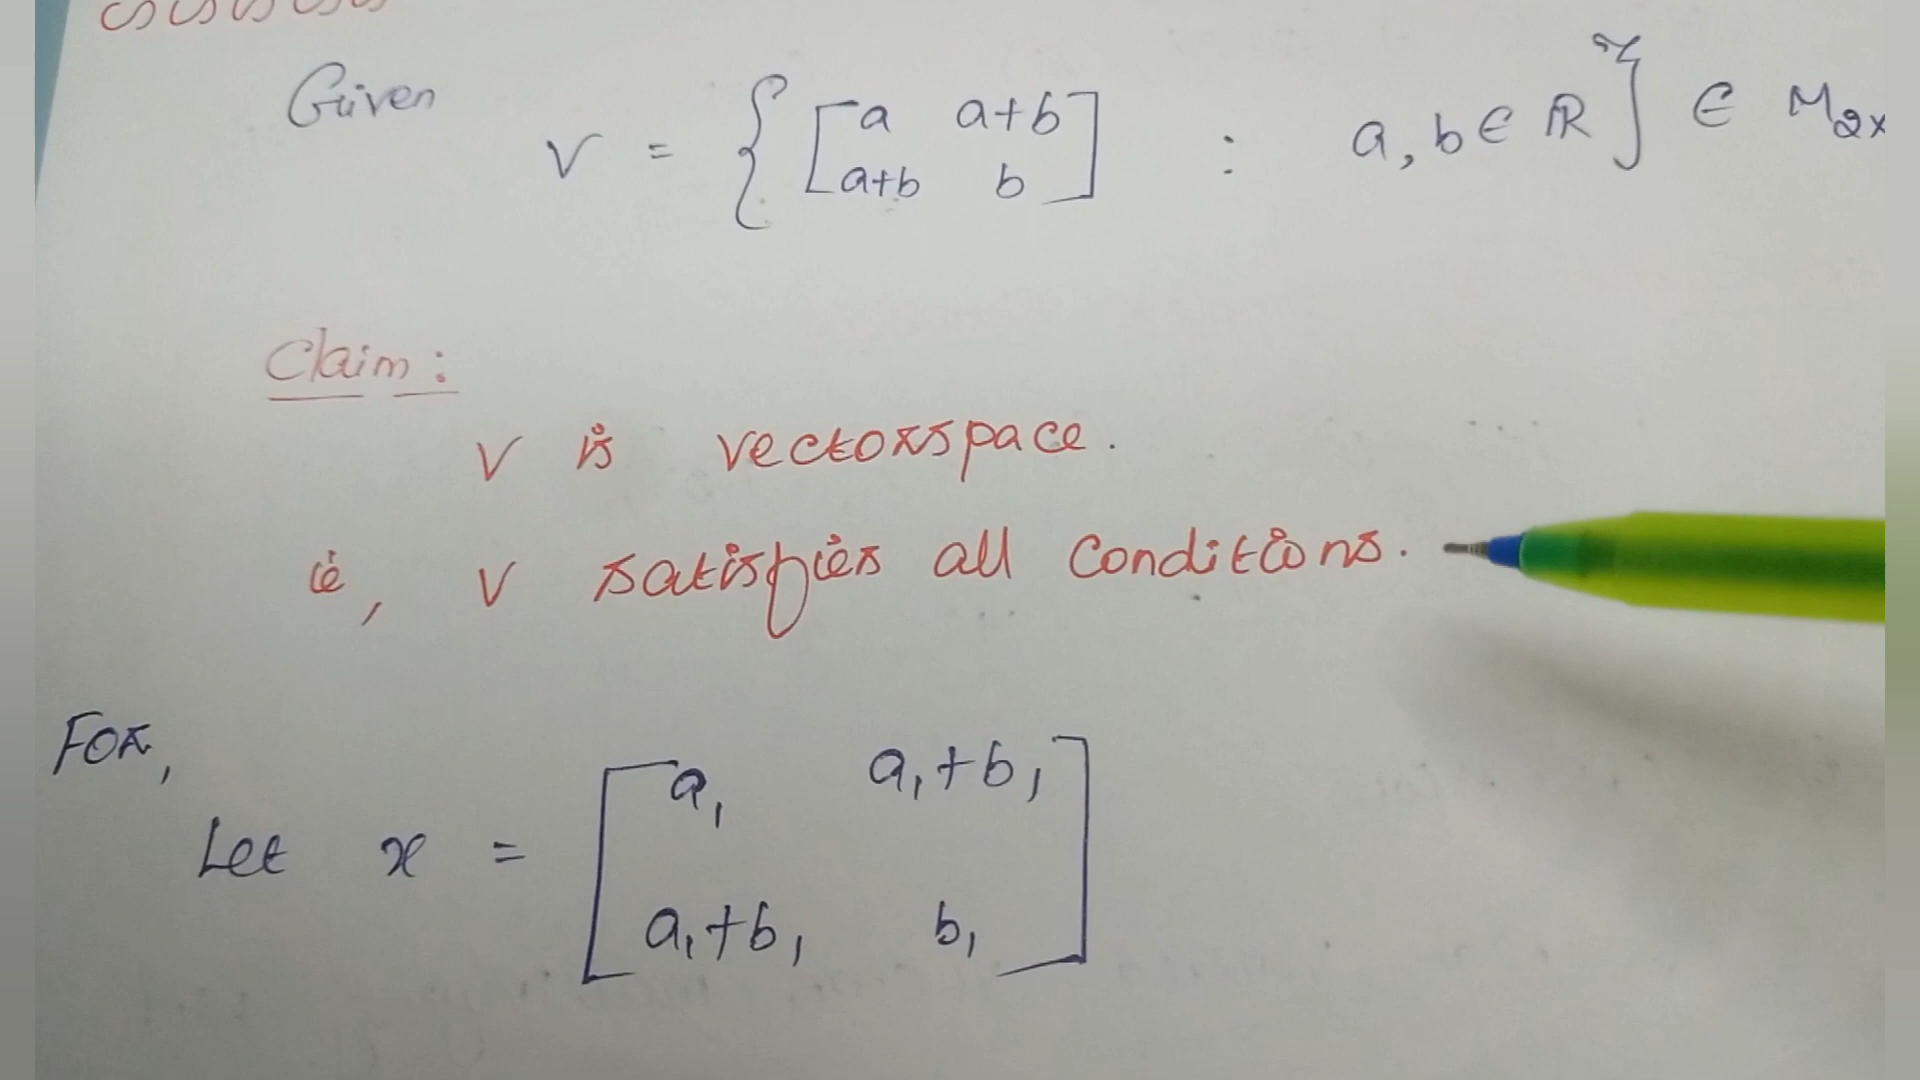 Given
V = { [ a a+b
a+b b ] : a, b ∈ ℝ } ∈ M2x
Claim:
V is vectorspace.
ie, V satisfies all conditions.
For,
Let x = [ a₁ a₁+b₁
a₁+b₁ b₁ ]